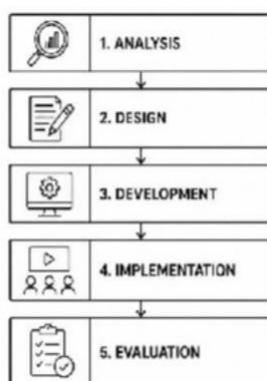 1. ANALYSIS
2. DESIGN
3. DEVELOPMENT
4. IMPLEMENTATION
5. EVALUATION